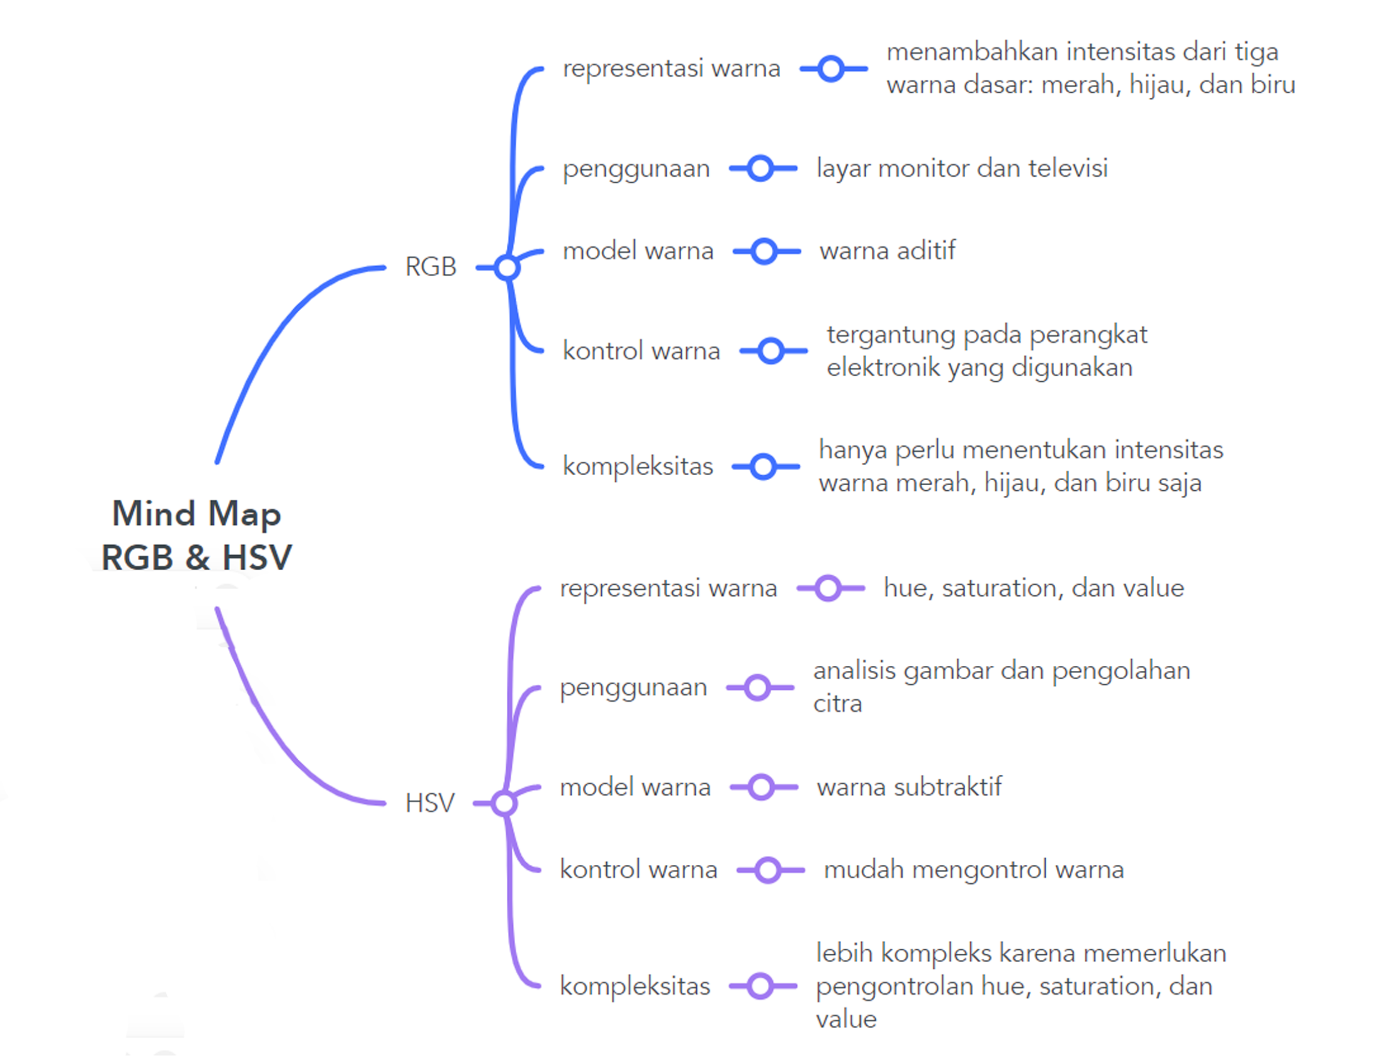 Mind Map
RGB & HSV
RGB
representasi warna
menambahkan intensitas dari tiga
warna dasar: merah, hijau, dan biru
penggunaan
layar monitor dan televisi
model warna
warna aditif
kontrol warna
tergantung pada perangkat
elektronik yang digunakan
kompleksitas
hanya perlu menentukan intensitas
warna merah, hijau, dan biru saja
HSV
representasi warna
hue, saturation, dan value
penggunaan
analisis gambar dan pengolahan
citra
model warna
warna subtraktif
kontrol warna
mudah mengontrol warna
kompleksitas
lebih kompleks karena memerlukan
pengontrolan hue, saturation, dan
value